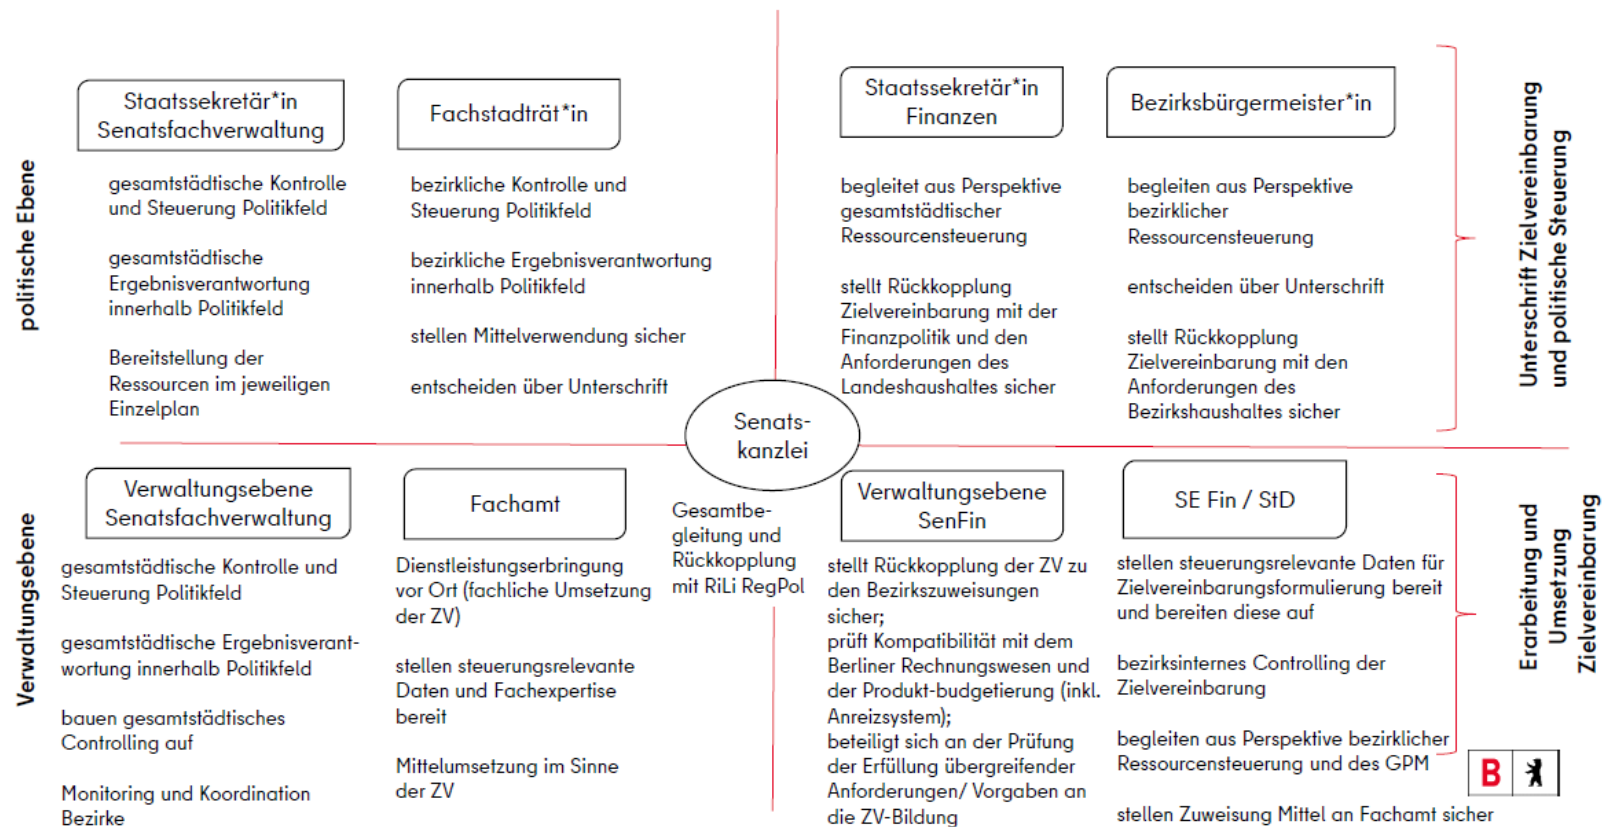 politische Ebene
Staatssekretär*in
Senatsfachverwaltung
gesamtstädtische Kontrolle
und Steuerung Politikfeld
gesamtstädtische
Ergebnisverantwortung
innerhalb Politikfeld
Bereitstellung der
Ressourcen im jeweiligen
Einzelplan
Fachstadträt*in
bezirkliche Kontrolle und
Steuerung Politikfeld
bezirkliche Ergebnisverantwortung
innerhalb Politikfeld
stellen Mittelverwendung sicher
entscheiden über Unterschrift
Staatssekretär*in
Finanzen
begleitet aus Perspektive
gesamtstädtischer
Ressourcensteuerung
stellt Rückkopplung
Zielvereinbarung mit der
Finanzpolitik und den
Anforderungen des
Landeshaushaltes sicher
Bezirksbürgermeister*in
begleiten aus Perspektive
bezirklicher
Ressourcensteuerung
entscheiden über Unterschrift
stellt Rückkopplung
Zielvereinbarung mit den
Anforderungen des
Bezirkshaushaltes sicher
Unterschrift Zielvereinbarung
und politische Steuerung
Senats-
kanzlei
Gesamtbe-
gleitung und
Rückkopplung
mit RiLi RegPol
Verwaltungsebene
Verwaltungsebene
Senatsfachverwaltung
gesamtstädtische Kontrolle und
Steuerung Politikfeld
gesamtstädtische Ergebnisverant-
wortung innerhalb Politikfeld
bauen gesamtstädtisches
Controlling auf
Monitoring und Koordination
Bezirke
Fachamt
Dienstleistungserbringung
vor Ort (fachliche Umsetzung
der ZV)
stellen steuerungsrelevante
Daten und Fachexpertise
bereit
Mittelumsetzung im Sinne
der ZV
Verwaltungsebene
SenFin
stellt Rückkopplung der ZV zu
den Bezirkszuweisungen
sicher;
prüft Kompatibilität mit dem
Berliner Rechnungswesen und
der Produkt-budgetierung (inkl.
Anreizsystem);
beteiligt sich an der Prüfung
der Erfüllung übergreifender
Anforderungen/ Vorgaben an
die ZV-Bildung
SE Fin / StD
stellen steuerungsrelevante Daten für
Zielvereinbarungsformulierung bereit
und bereiten diese auf
bezirksinternes Controlling der
Zielvereinbarung
begleiten aus Perspektive bezirklicher
Ressourcensteuerung und des GPM
stellen Zuweisung Mittel an Fachamt sicher
Erarbeitung und
Umsetzung
Zielvereinbarung
B